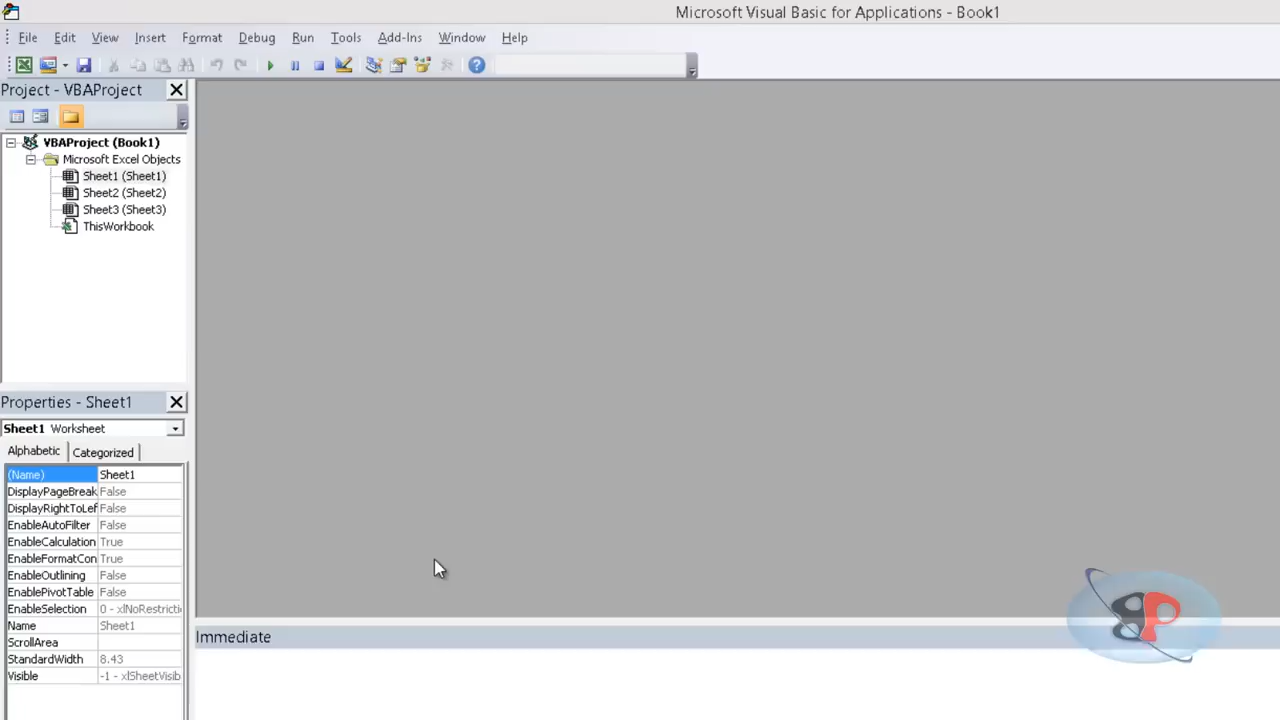 Microsoft Visual Basic for Applications - Book1
File Edit View Insert Format Debug Run Tools Add-Ins Window Help
Project - VBAProject
VBAProject (Book1)
Microsoft Excel Objects
Sheet1 (Sheet1)
Sheet2 (Sheet2)
Sheet3 (Sheet3)
ThisWorkbook
Properties - Sheet1
Sheet1 Worksheet
Alphabetic Categorized
(Name) Sheet1
DisplayPageBreak False
DisplayRightToLef False
EnableAutoFilter False
EnableCalculation True
EnableFormatCon True
EnableOutlining False
EnablePivotTable False
EnableSelection 0 - xlNoRestricti
Name Sheet1
ScrollArea
StandardWidth 8.43
Visible -1 - xlSheetVisib
Immediate
BP